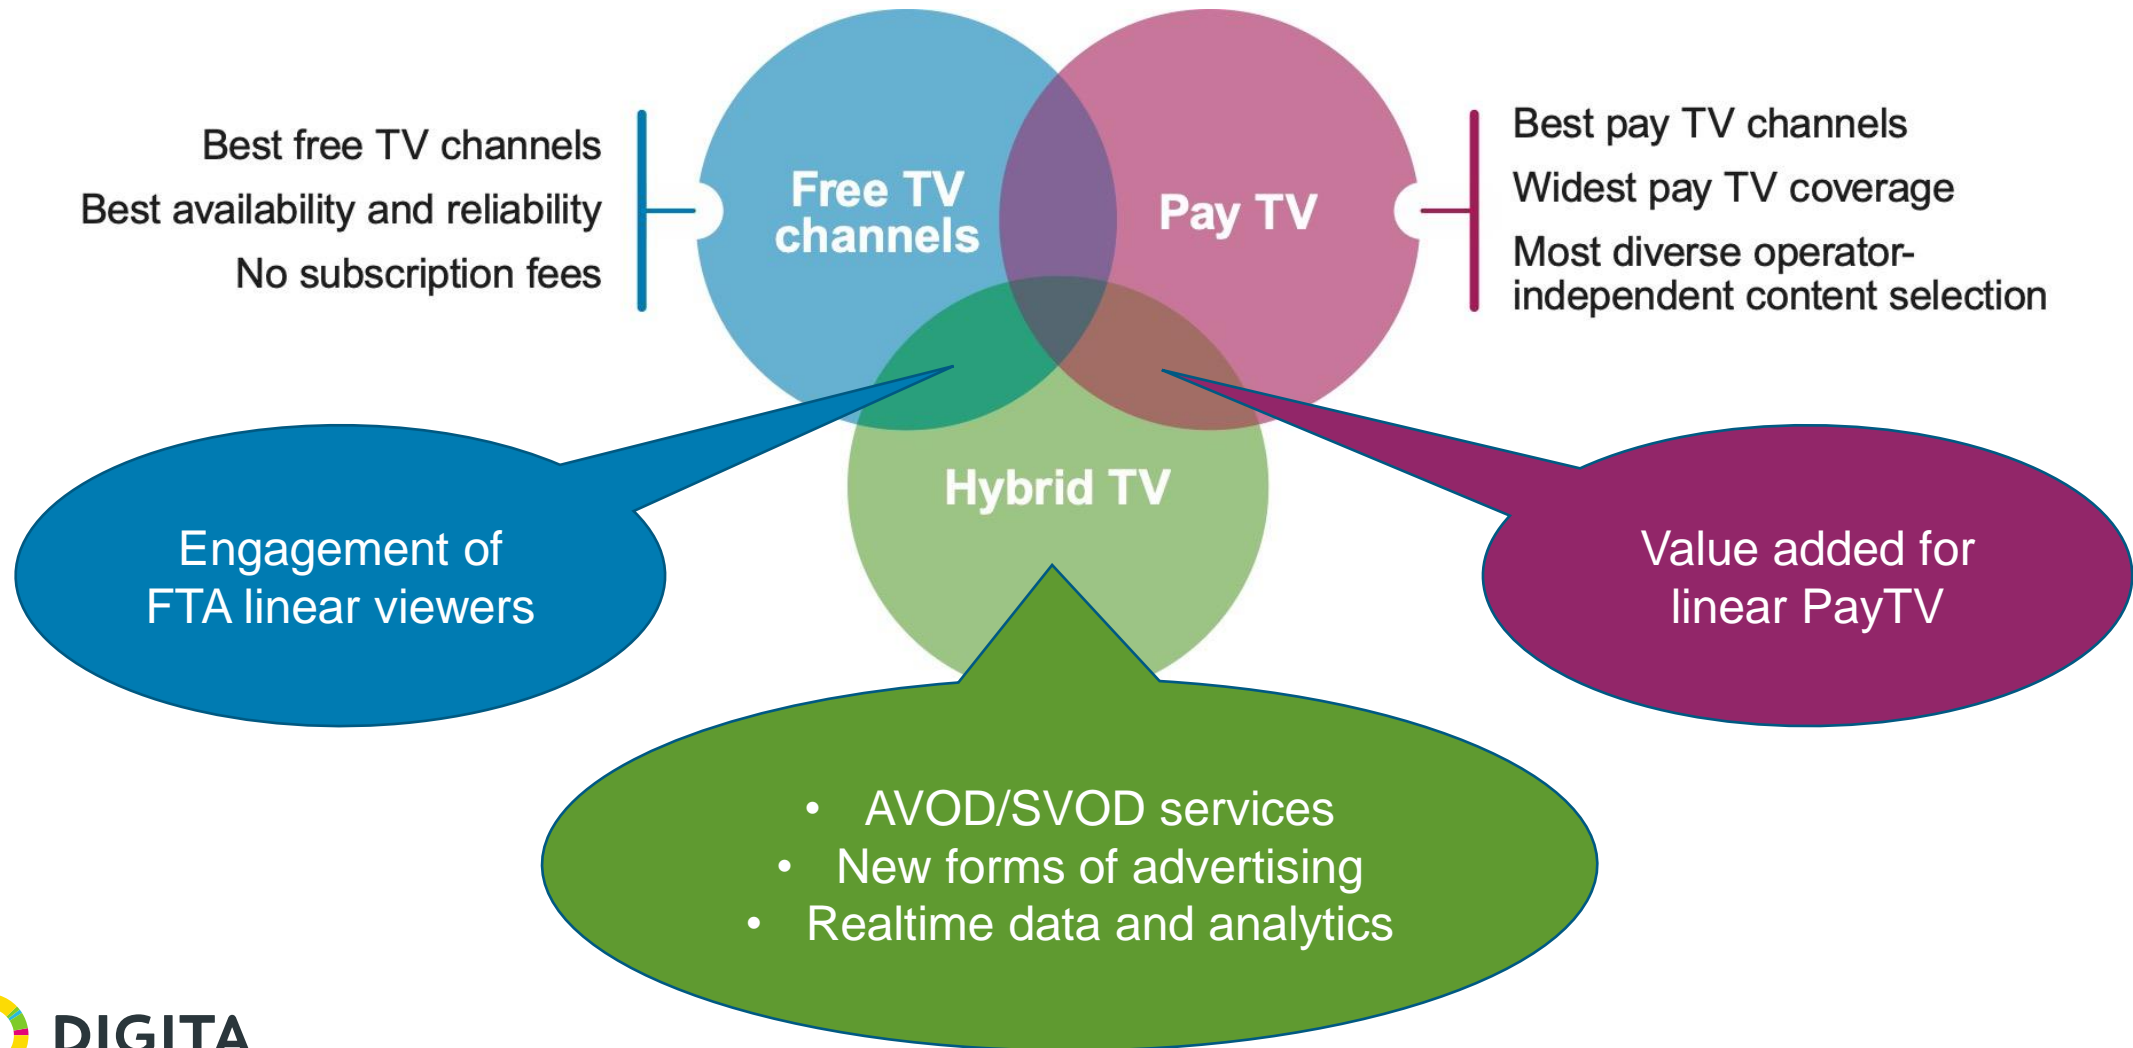 Best free TV channels
Best availability and reliability
No subscription fees
Free TV
channels
Pay TV
Best pay TV channels
Widest pay TV coverage
Most diverse operator-
independent content selection
Hybrid TV
Engagement of
FTA linear viewers
Value added for
linear PayTV
• AVOD/SVOD services
• New forms of advertising
• Realtime data and analytics
DIGITA